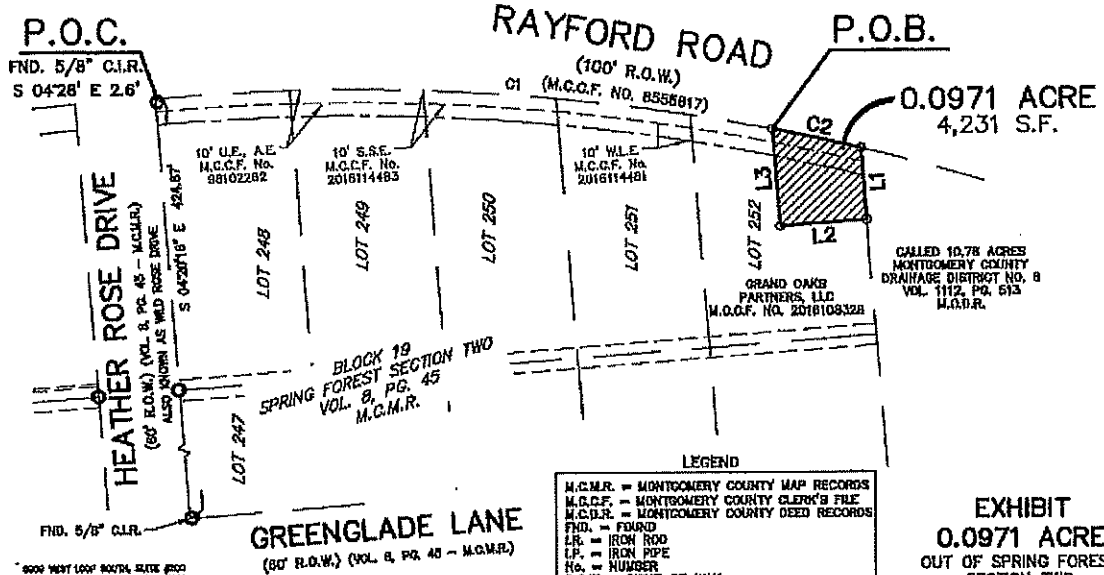 P.O.C.
FND. 5/8" C.I.R.
S 04°28' E 2.6'
RAYFORD ROAD
(100' R.O.W.)
C1 (M.C.C.F. NO. 8555817)
P.O.B.
0.0971 ACRE
4,231 S.F.
C2
L1
L2
L3
10' U.E., A.E.
M.C.C.F. No.
98102282
10' S.S.E.
M.C.C.F. No.
2016114483
10' W.L.E.
M.C.C.F. No.
2016114481
HEATHER ROSE DRIVE
(60' R.O.W.) (VOL. 8, PG. 45 - M.C.M.R.)
ALSO KNOWN AS WILD ROSE DRIVE
S 04°20'16" E 424.67'
LOT 248
LOT 249
LOT 250
LOT 251
LOT 252
GRAND OAKS
PARTNERS, LLC
M.C.C.F. NO. 2016108328
CALLED 10.78 ACRES
MONTGOMERY COUNTY
DRAINAGE DISTRICT NO. 6
VOL. 1112, PG. 513
M.C.D.R.
BLOCK 19
SPRING FOREST SECTION TWO
VOL. 8, PG. 45
M.C.M.R.
LOT 247
FND. 5/8" C.I.R.
GREENGLADE LANE
(60' R.O.W.) (VOL. 8, PG. 45 - M.C.M.R.)
LEGEND
M.C.M.R. = MONTGOMERY COUNTY MAP RECORDS
M.C.C.F. = MONTGOMERY COUNTY CLERK'S FILE
M.C.D.R. = MONTGOMERY COUNTY DEED RECORDS
FND. = FOUND
I.R. = IRON ROD
I.P. = IRON PIPE
No. = NUMBER
EXHIBIT
0.0971 ACRE
OUT OF SPRING FORES